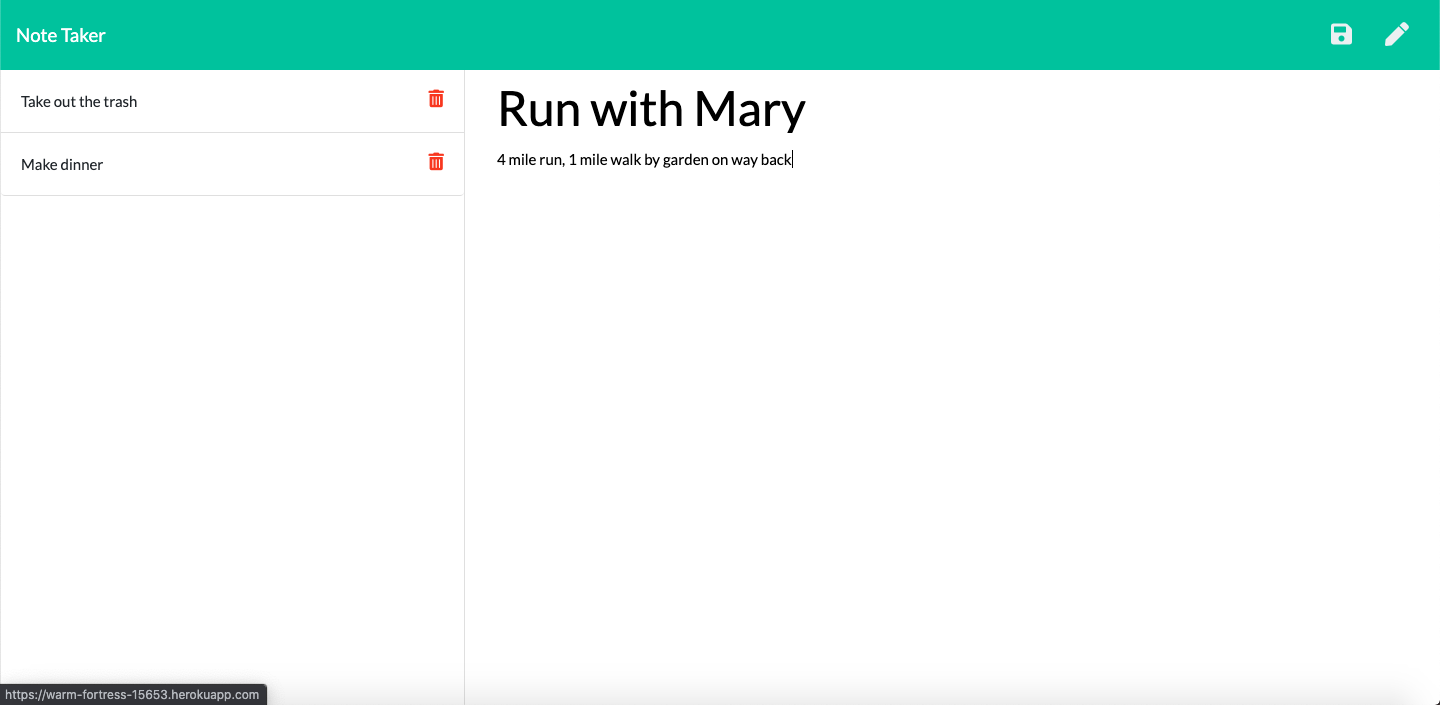 Note Taker
Take out the trash
Make dinner
Run with Mary
4 mile run, 1 mile walk by garden on way back
https://warm-fortress-15653.herokuapp.com